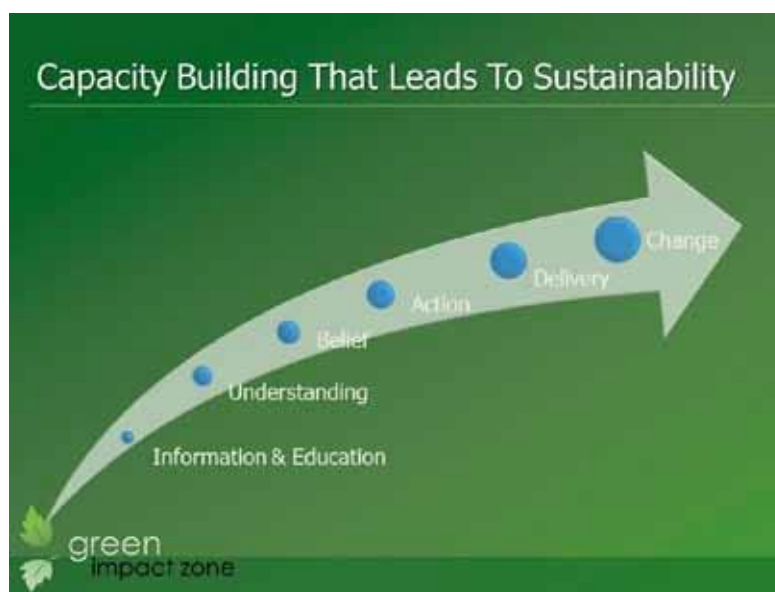 Capacity Building That Leads To Sustainability
Change
Delivery
Action
Belief
Understanding
Information & Education
green
impact zone